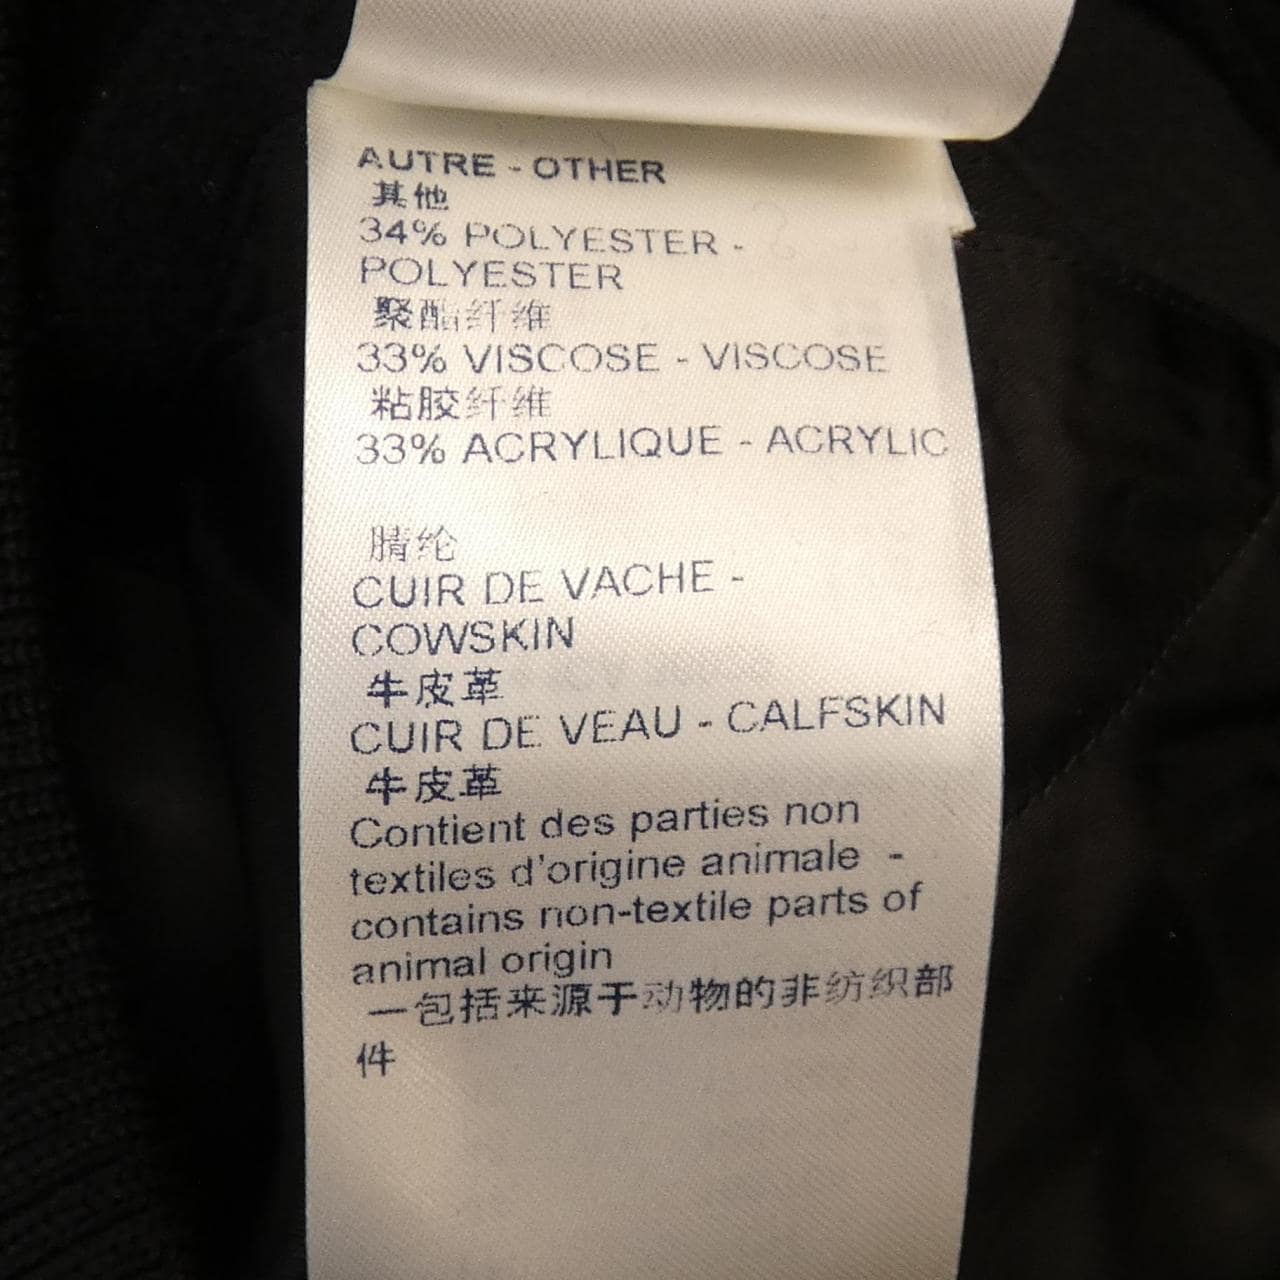 AUTRE - OTHER
其他
34% POLYESTER -
POLYESTER
聚酯纤维
33% VISCOSE - VISCOSE
粘胶纤维
33% ACRYLIQUE - ACRYLIC
腈纶
CUIR DE VACHE -
COWSKIN
牛皮革
CUIR DE VEAU - CALFSKIN
牛皮革
Contient des parties non
textiles d'origine animale -
contains non-textile parts of
animal origin
一包括来源于动物的非纺织部
件